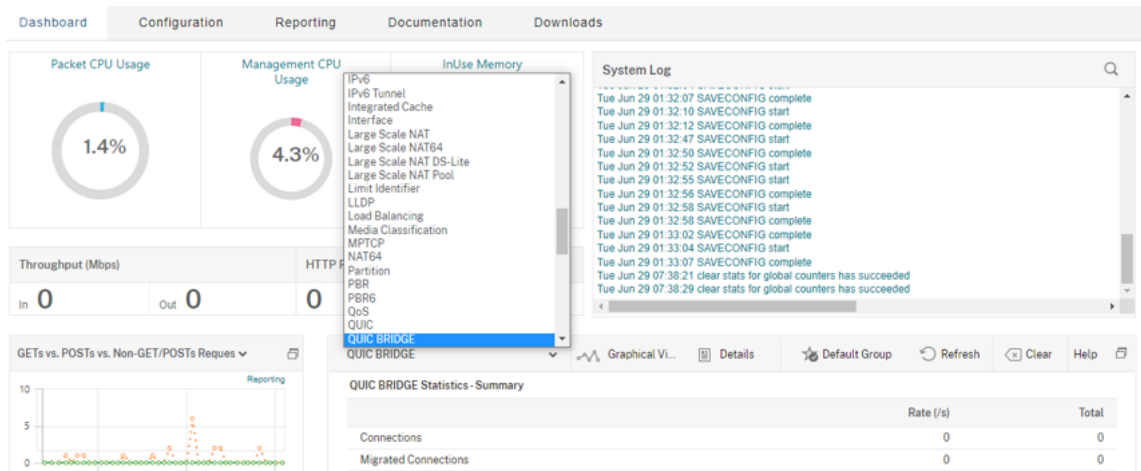 Dashboard Configuration Reporting Documentation Downloads
Packet CPU Usage
1.4%
Management CPU
Usage
4.3%
InUse Memory
IPv6
IPv6 Tunnel
Integrated Cache
Interface
Large Scale NAT
Large Scale NAT64
Large Scale NAT DS-Lite
Large Scale NAT Pool
Limit Identifier
LLDP
Load Balancing
Media Classification
MPTCP
NAT64
Partition
PBR
PBR6
QoS
QUIC
QUIC BRIDGE
System Log
Tue Jun 29 01:32:07 SAVECONFIG complete
Tue Jun 29 01:32:10 SAVECONFIG start
Tue Jun 29 01:32:12 SAVECONFIG complete
Tue Jun 29 01:32:47 SAVECONFIG start
Tue Jun 29 01:32:50 SAVECONFIG complete
Tue Jun 29 01:32:52 SAVECONFIG start
Tue Jun 29 01:32:55 SAVECONFIG start
Tue Jun 29 01:32:56 SAVECONFIG complete
Tue Jun 29 01:32:58 SAVECONFIG start
Tue Jun 29 01:32:58 SAVECONFIG complete
Tue Jun 29 01:33:02 SAVECONFIG complete
Tue Jun 29 01:33:04 SAVECONFIG start
Tue Jun 29 01:33:07 SAVECONFIG complete
Tue Jun 29 07:38:21 clear stats for global counters has succeeded
Tue Jun 29 07:38:29 clear stats for global counters has succeeded
Throughput (Mbps)
In 0 Out 0
HTTP
0
GETs vs. POSTs vs. Non-GET/POSTs Reques
Reporting
10
5
0
QUIC BRIDGE Graphical Vi... Details Default Group Refresh Clear Help
QUIC BRIDGE Statistics - Summary
Rate (/s) Total
Connections 0 0
Migrated Connections 0 0